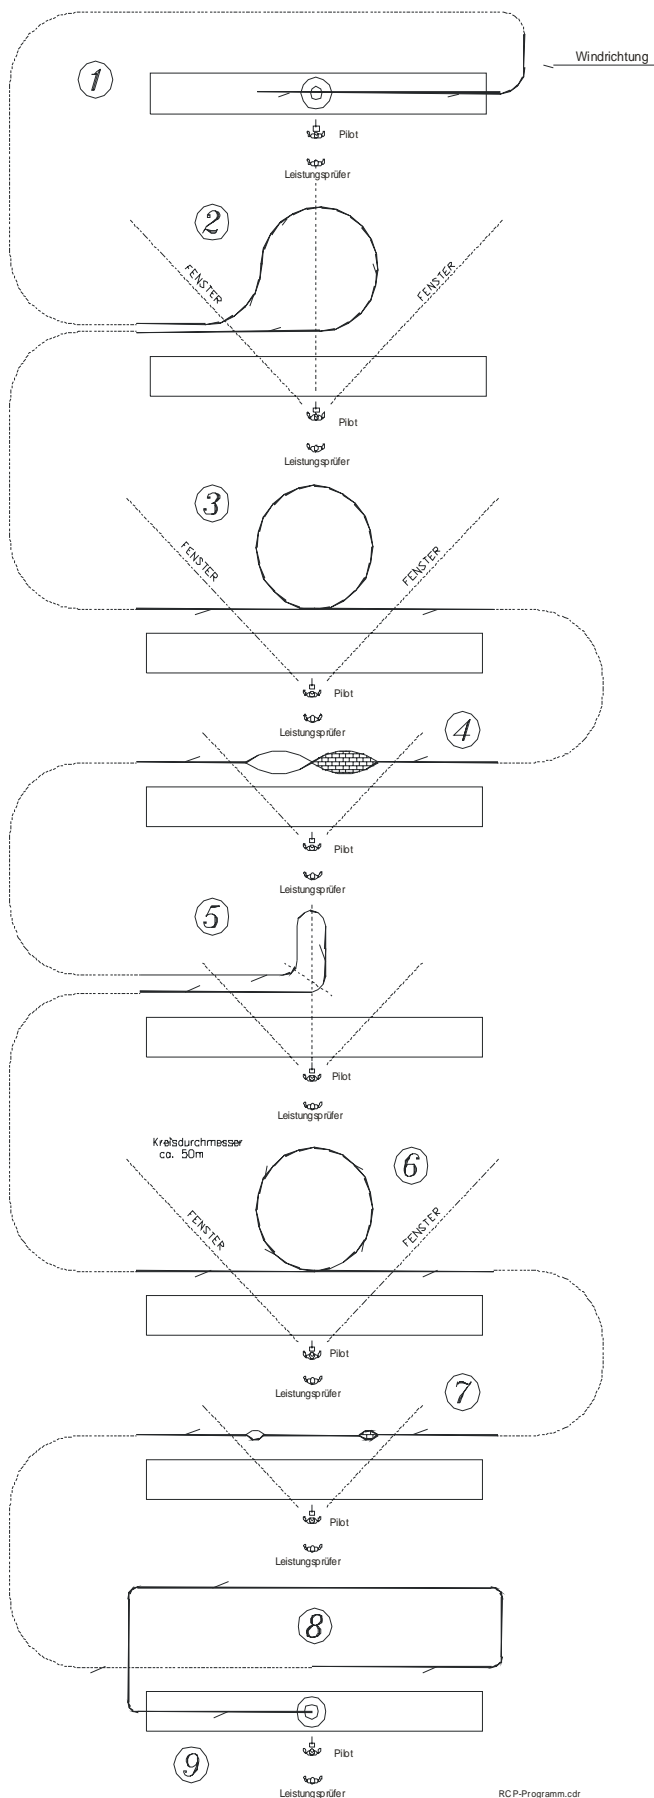 Windrichtung
1
Pilot
Leistungsprüfer
2
FENSTER
FENSTER
Pilot
Leistungsprüfer
3
FENSTER
FENSTER
Pilot
Leistungsprüfer
4
Pilot
Leistungsprüfer
5
Pilot
Leistungsprüfer
Kreisdurchmesser
ca. 50m
6
FENSTER
FENSTER
Pilot
Leistungsprüfer
7
Pilot
Leistungsprüfer
8
Pilot
9
Leistungsprüfer
RCP-Programm.cdr